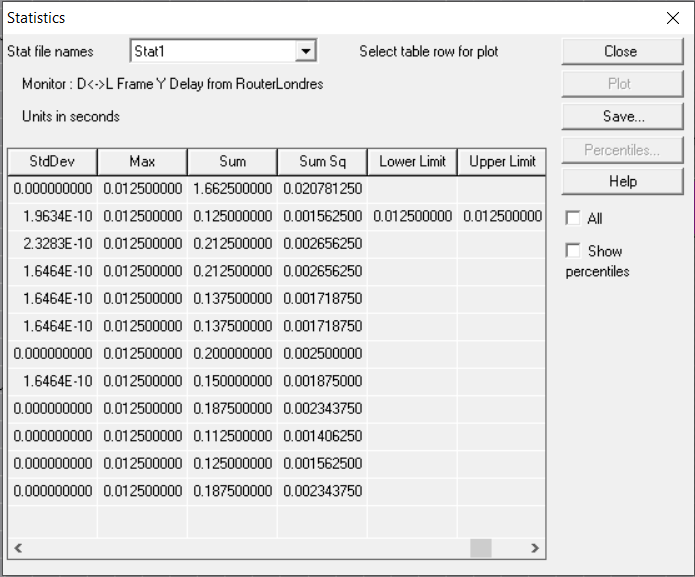 Statistics
Stat file names Stat1 Select table row for plot Close
Monitor : D<->L Frame Y Delay from RouterLondres Plot
Units in seconds Save...
Percentiles...
StdDev Max Sum Sum Sq Lower Limit Upper Limit
Help
0.000000000 0.012500000 1.662500000 0.020781250
1.9634E-10 0.012500000 0.125000000 0.001562500 0.012500000 0.012500000 All
2.3283E-10 0.012500000 0.212500000 0.002656250 Show
1.6464E-10 0.012500000 0.212500000 0.002656250 percentiles
1.6464E-10 0.012500000 0.137500000 0.001718750
1.6464E-10 0.012500000 0.137500000 0.001718750
0.000000000 0.012500000 0.200000000 0.002500000
1.6464E-10 0.012500000 0.150000000 0.001875000
0.000000000 0.012500000 0.187500000 0.002343750
0.000000000 0.012500000 0.112500000 0.001406250
0.000000000 0.012500000 0.125000000 0.001562500
0.000000000 0.012500000 0.187500000 0.002343750